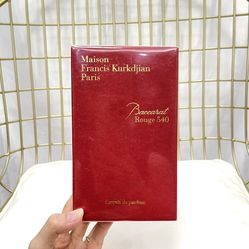 Maison
Francis Kurkdjian
Paris
Baccarat
Rouge 540
Extrait de parfum